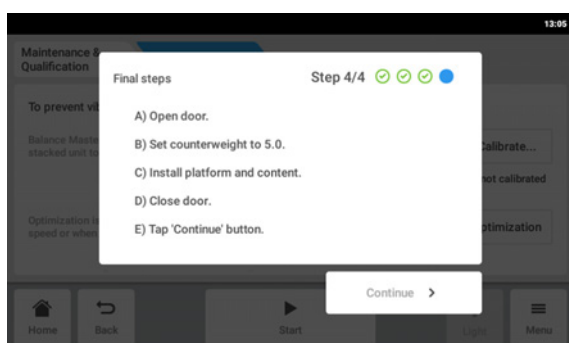 13:05
Maintenance &
Qualification
Final steps
Step 4/4
To prevent vib
A) Open door.
Balance Maste
stacked unit to
B) Set counterweight to 5.0.
Calibrate...
C) Install platform and content.
not calibrated
D) Close door.
Optimization is
speed or when
E) Tap 'Continue' button.
Optimization
Continue
Home
Back
Start
Light
Menu